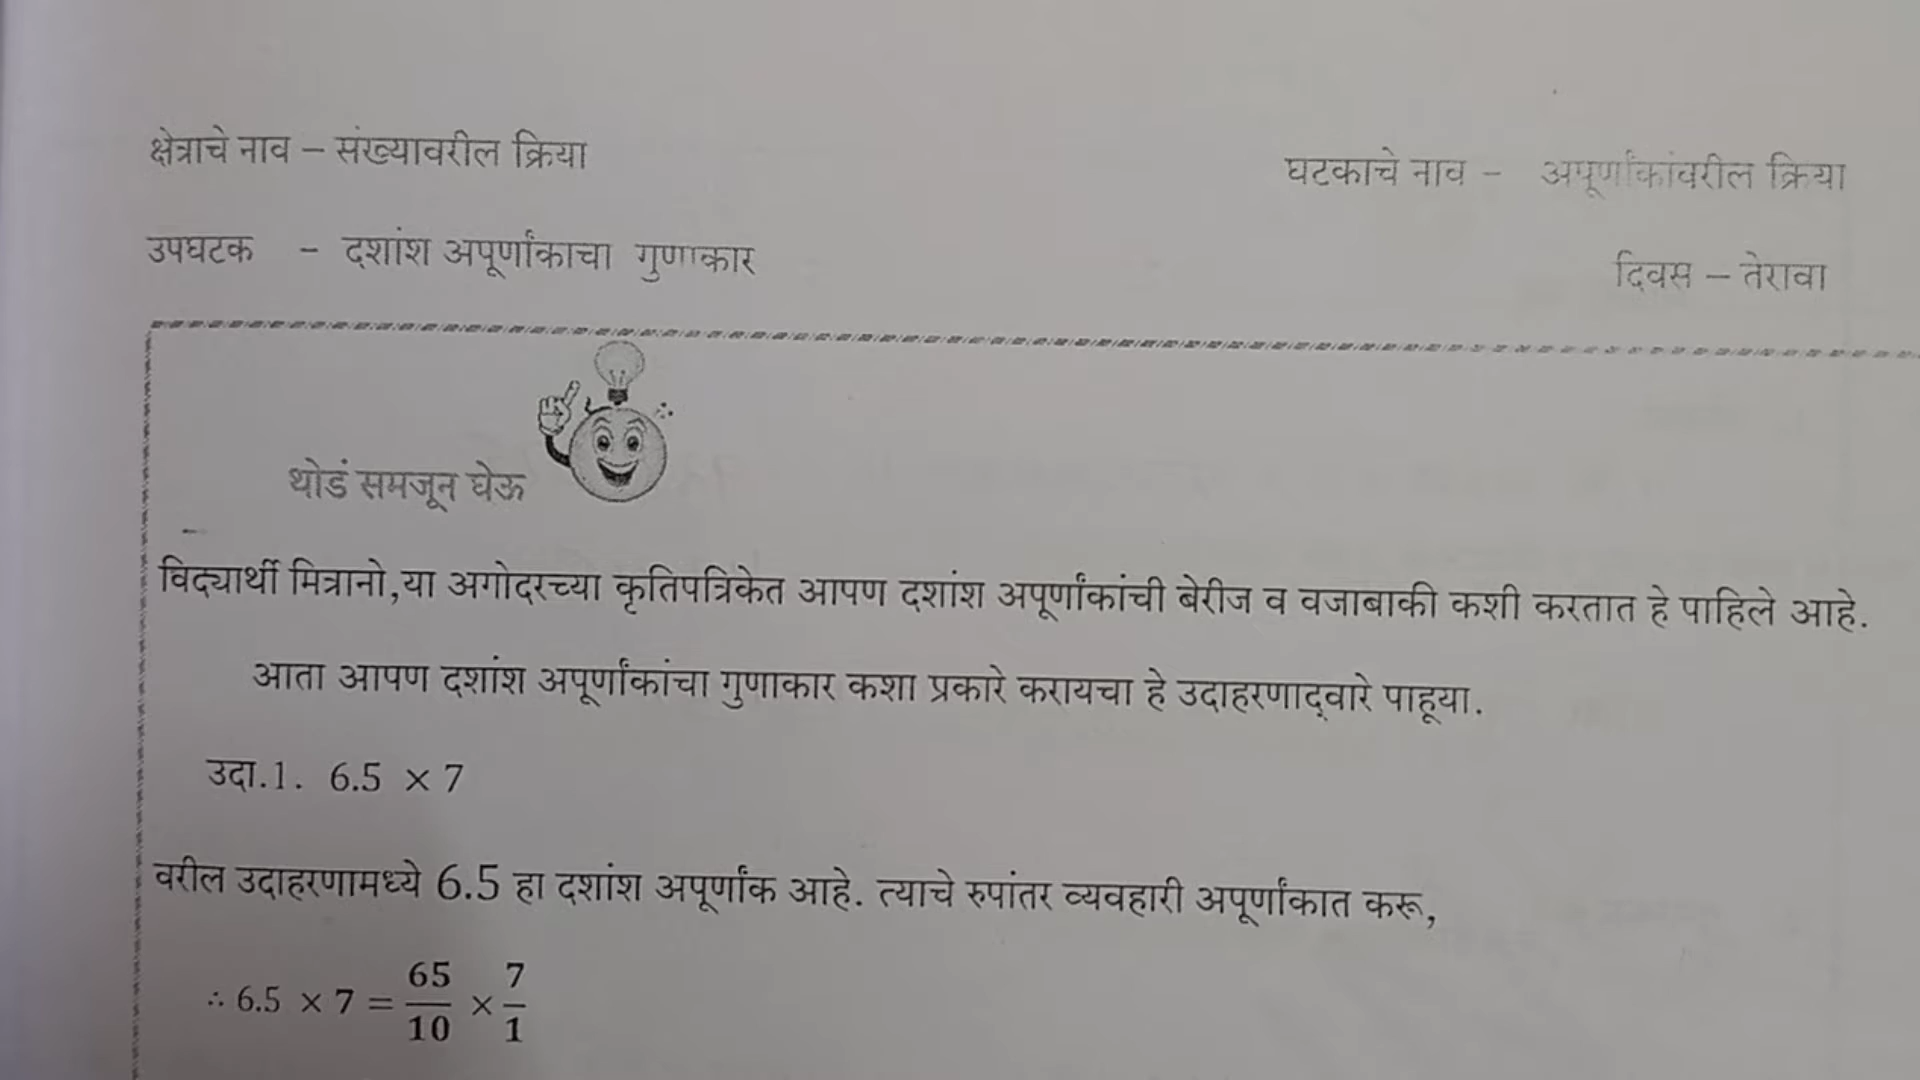 क्षेत्राचे नाव – संख्यावरील क्रिया
घटकाचे नाव – अपूर्णांकांवरील क्रिया
उपघटक – दशांश अपूर्णांकाचा गुणाकार
दिवस – तेरावा
थोडं समजून घेऊ
विद्यार्थी मित्रानो,या अगोदरच्या कृतिपत्रिकेत आपण दशांश अपूर्णांकांची बेरीज व वजाबाकी कशी करतात हे पाहिले आहे.
आता आपण दशांश अपूर्णांकांचा गुणाकार कशा प्रकारे करायचा हे उदाहरणाद्वारे पाहूया.
उदा.1. 6.5 × 7
वरील उदाहरणामध्ये 6.5 हा दशांश अपूर्णांक आहे. त्याचे रुपांतर व्यवहारी अपूर्णांकात करू,
∴ 6.5 × 7 = 65/10 × 7/1